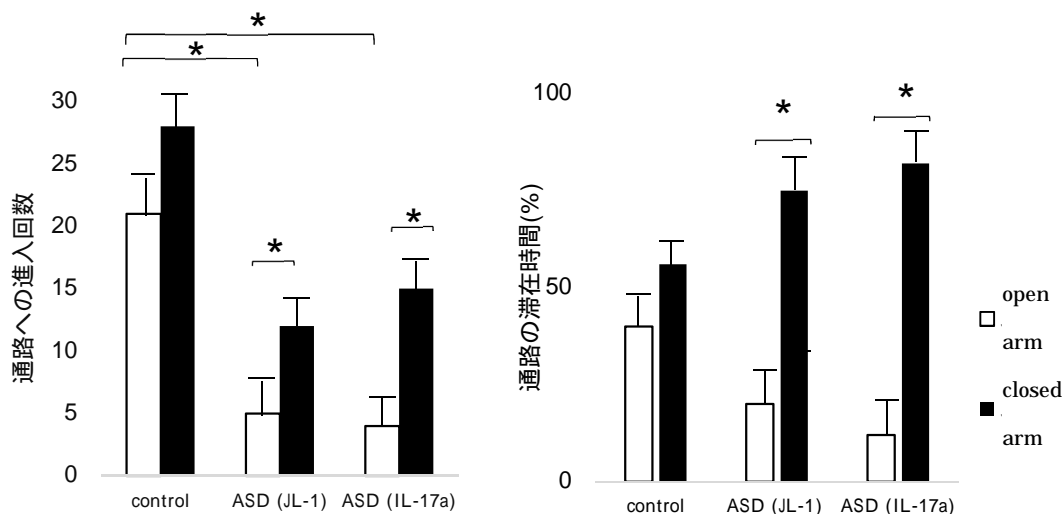 *
*
30
25
20
15
10
5
0
通路への進入回数
*
*
control
ASD (JL-1)
ASD (IL-17a)
100
50
0
通路の滞在時間(%)
*
*
control
ASD (JL-1)
ASD (IL-17a)
open
arm
closed
arm